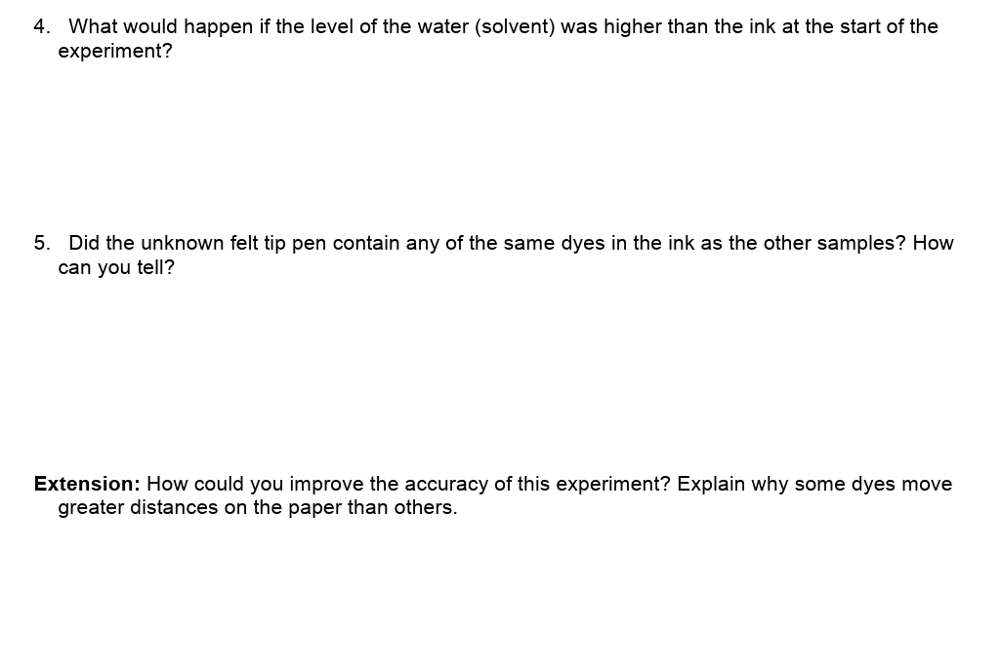 4. What would happen if the level of the water (solvent) was higher than the ink at the start of the
experiment?
5. Did the unknown felt tip pen contain any of the same dyes in the ink as the other samples? How
can you tell?
Extension: How could you improve the accuracy of this experiment? Explain why some dyes move
greater distances on the paper than others.